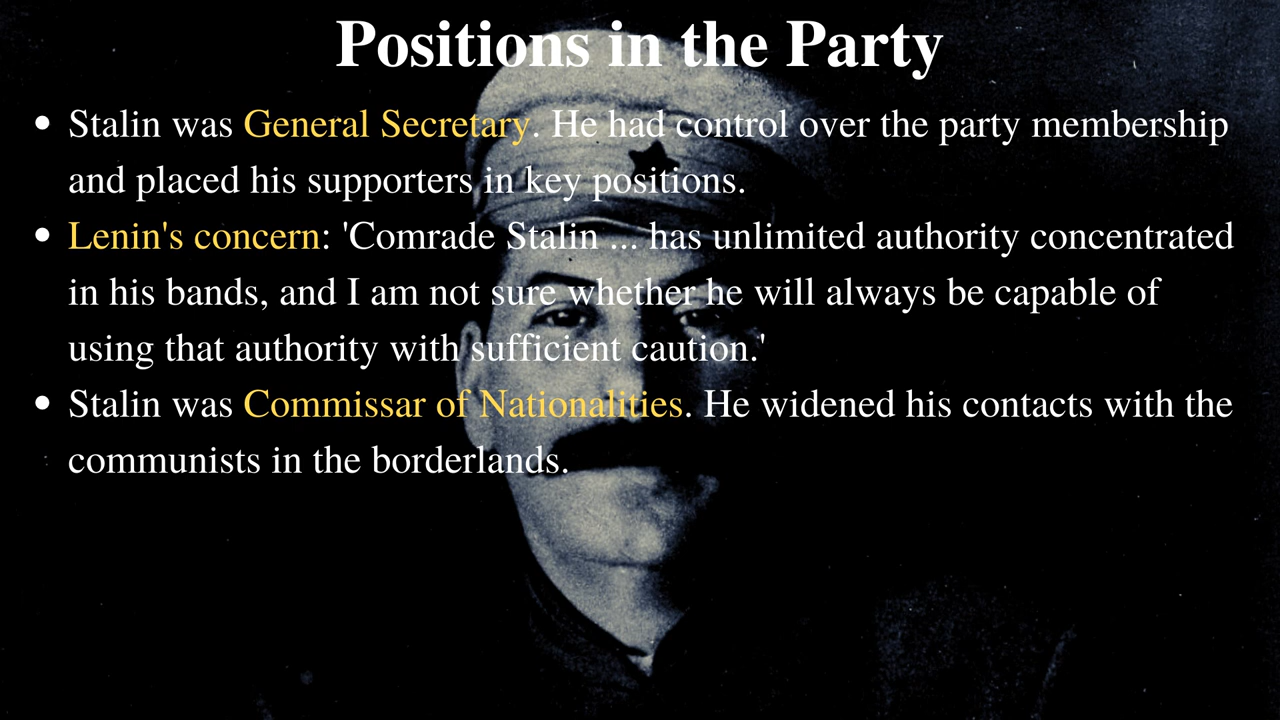 Positions in the Party
• Stalin was General Secretary. He had control over the party membership
and placed his supporters in key positions.
• Lenin's concern: 'Comrade Stalin ... has unlimited authority concentrated
in his bands, and I am not sure whether he will always be capable of
using that authority with sufficient caution.'
• Stalin was Commissar of Nationalities. He widened his contacts with the
communists in the borderlands.